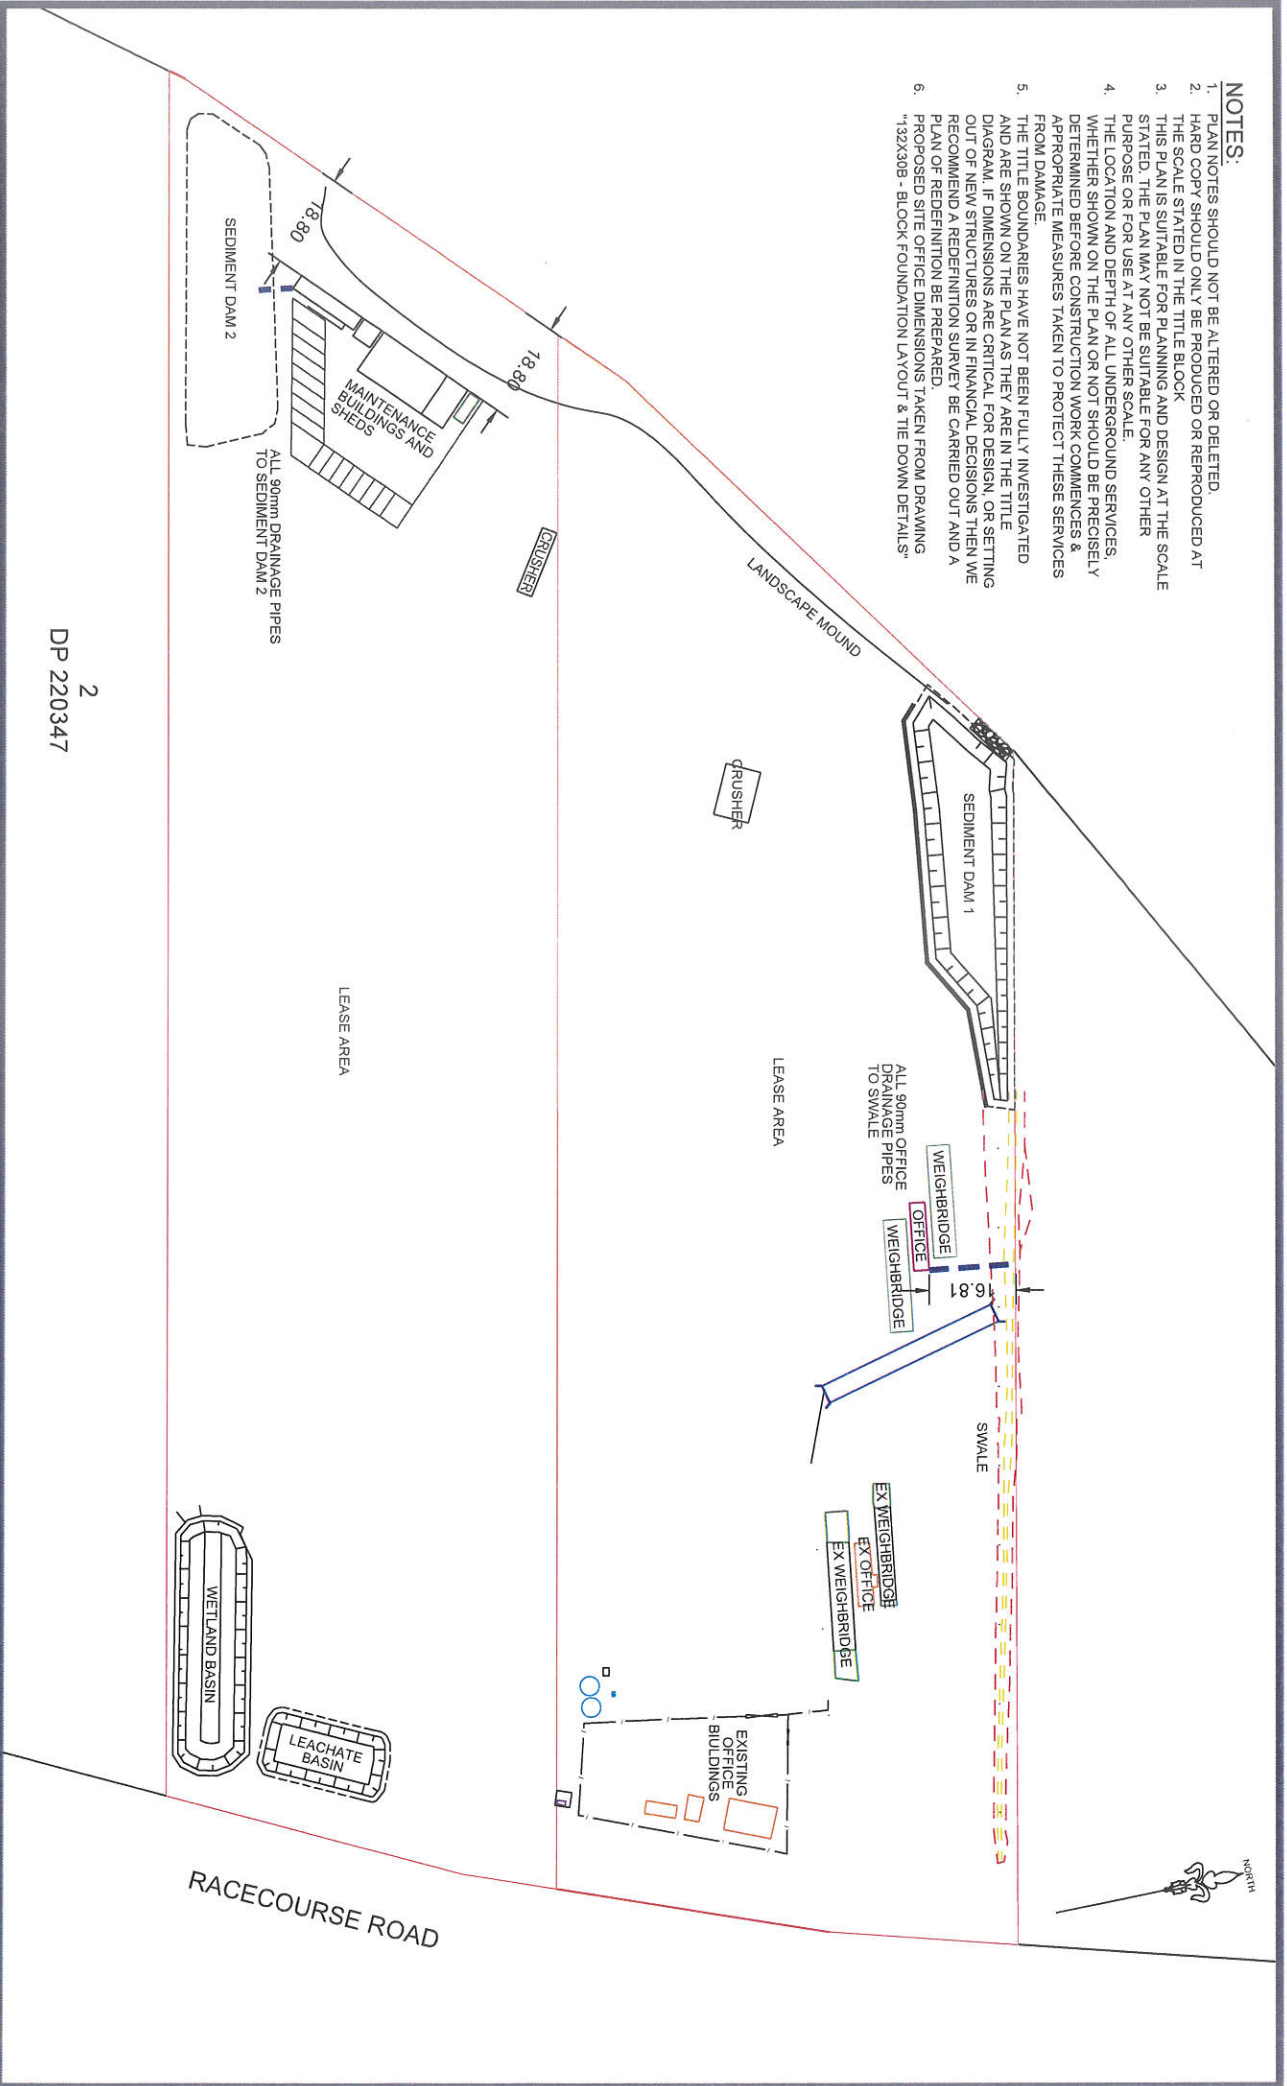 NOTES:
1. PLAN NOTES SHOULD NOT BE ALTERED OR DELETED.
2. HARD COPY SHOULD ONLY BE PRODUCED OR REPRODUCED AT
THE SCALE STATED IN THE TITLE BLOCK
3. THIS PLAN IS SUITABLE FOR PLANNING AND DESIGN AT THE SCALE
STATED. THE PLAN MAY NOT BE SUITABLE FOR ANY OTHER
PURPOSE OR FOR USE AT ANY OTHER SCALE.
4. THE LOCATION AND DEPTH OF ALL UNDERGROUND SERVICES,
WHETHER SHOWN ON THE PLAN OR NOT SHOULD BE PRECISELY
DETERMINED BEFORE CONSTRUCTION WORK COMMENCES &
APPROPRIATE MEASURES TAKEN TO PROTECT THESE SERVICES
FROM DAMAGE.
5. THE TITLE BOUNDARIES HAVE NOT BEEN FULLY INVESTIGATED
AND ARE SHOWN ON THE PLAN AS THEY ARE IN THE TITLE
DIAGRAM. IF DIMENSIONS ARE CRITICAL FOR DESIGN, OR SETTING
OUT OF NEW STRUCTURES OR IN FINANCIAL DECISIONS THEN WE
RECOMMEND A REDEFINITION SURVEY BE CARRIED OUT AND A
PLAN OF REDEFINITION BE PREPARED.
6. PROPOSED SITE OFFICE DIMENSIONS TAKEN FROM DRAWING
"132X30B - BLOCK FOUNDATION LAYOUT & TIE DOWN DETAILS"
NORTH
SWALE
16.81
WEIGHBRIDGE
OFFICE
WEIGHBRIDGE
ALL 90mm OFFICE
DRAINAGE PIPES
TO SWALE
SEDIMENT DAM 1
LANDSCAPE MOUND
EX WEIGHBRIDGE
EX OFFICE
EX WEIGHBRIDGE
LEASE AREA
CRUSHER
EXISTING
OFFICE
BIULDINGS
CRUSHER
18.80
18.80
MAINTENANCE
BUILDINGS AND
SHEDS
LEASE AREA
SEDIMENT DAM 2
ALL 90mm DRAINAGE PIPES
TO SEDIMENT DAM 2
LEACHATE
BASIN
WETLAND BASIN
RACECOURSE ROAD
2
DP 220347